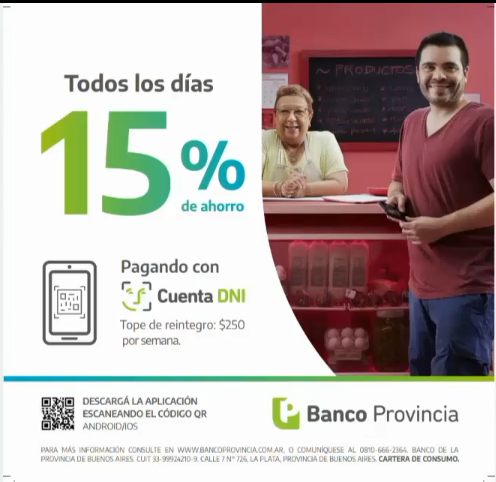 Todos los días
15%
de ahorro
PRODUCTOS
Pagando con
Cuenta DNI
Tope de reintegro: $250
por semana.
DESCARGÁ LA APLICACIÓN
ESCANEANDO EL CÓDIGO QR
ANDROID/IOS
Banco Provincia
PARA MÁS INFORMACIÓN CONSULTE EN WWW.BANCOPROVINCIA.COM.AR, O COMUNÍQUESE AL 0810-666-2364. BANCO DE LA
PROVINCIA DE BUENOS AIRES. CUIT 33-99924210-9. CALLE 7 N° 726, LA PLATA, PROVINCIA DE BUENOS AIRES. CARTERA DE CONSUMO.